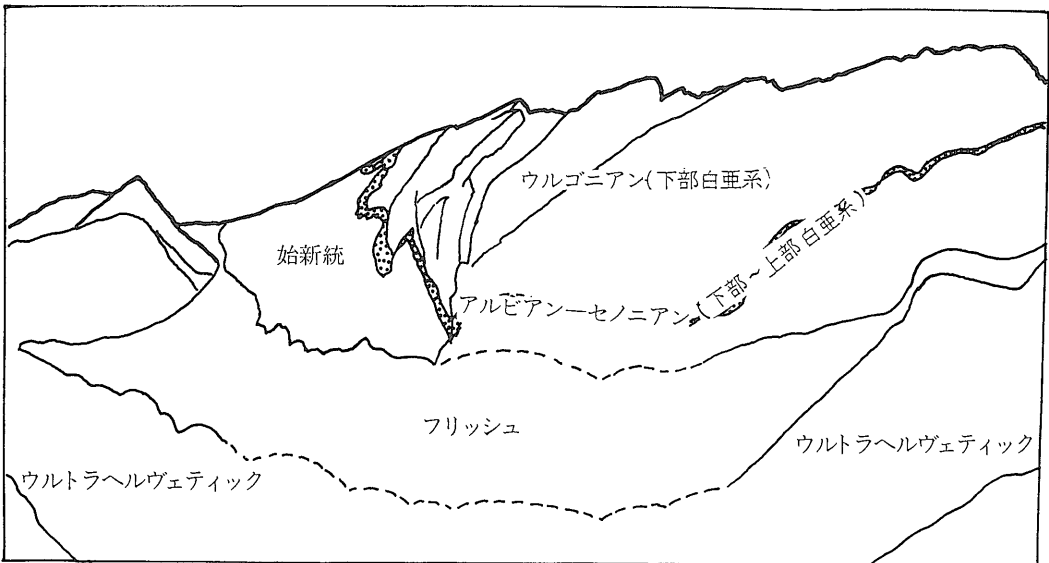 ウルゴニアン(下部白亜系)
始新統
アルビアンーセノニアン(下部～上部白亜系)
フリッシュ
ウルトラヘルヴェティック
ウルトラヘルヴェティック